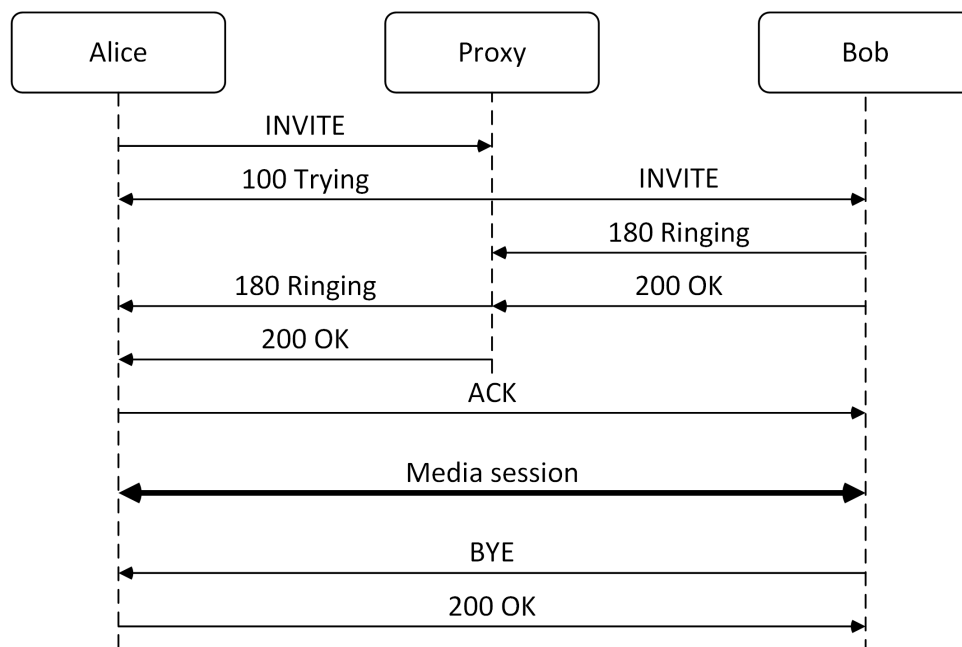 Alice
Proxy
Bob
INVITE
100 Trying
INVITE
180 Ringing
180 Ringing
200 OK
200 OK
ACK
Media session
BYE
200 OK